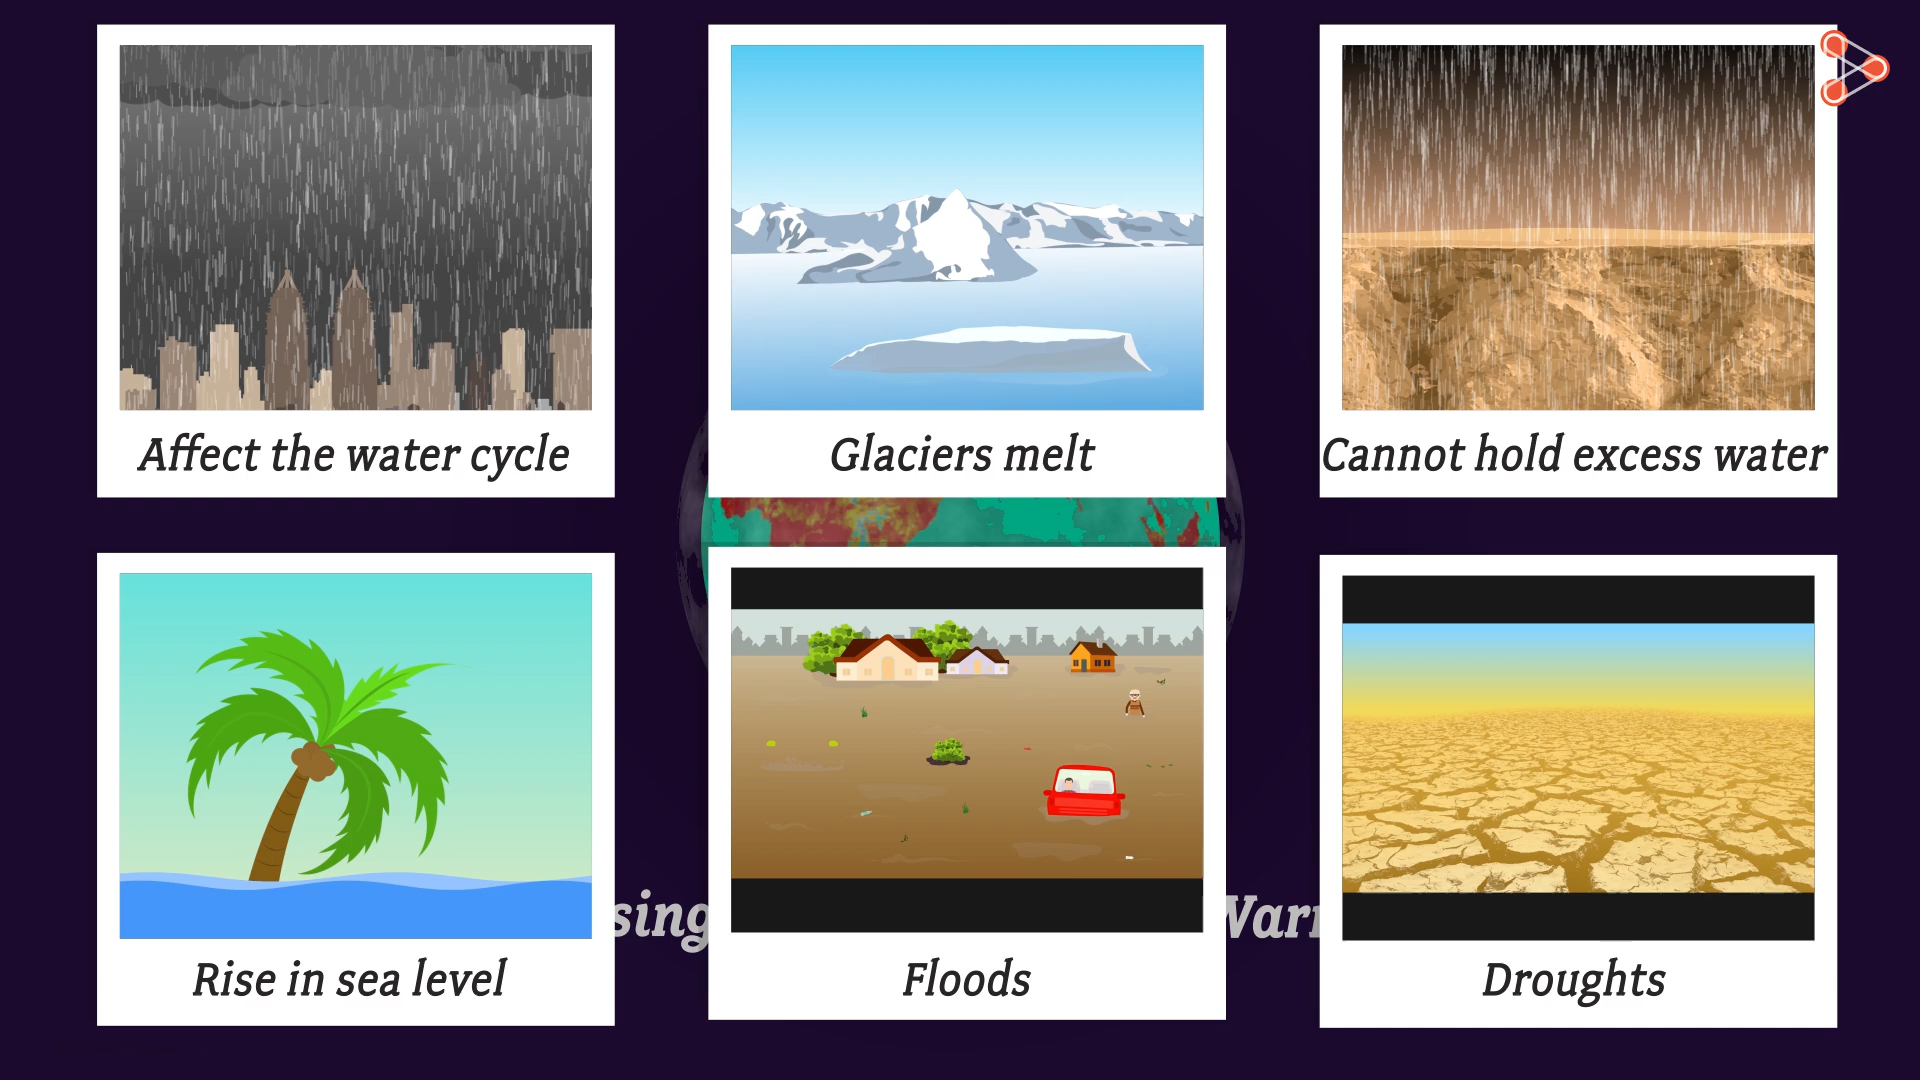 Affect the water cycle
Glaciers melt
Cannot hold excess water
Rise in sea level
Floods
Droughts